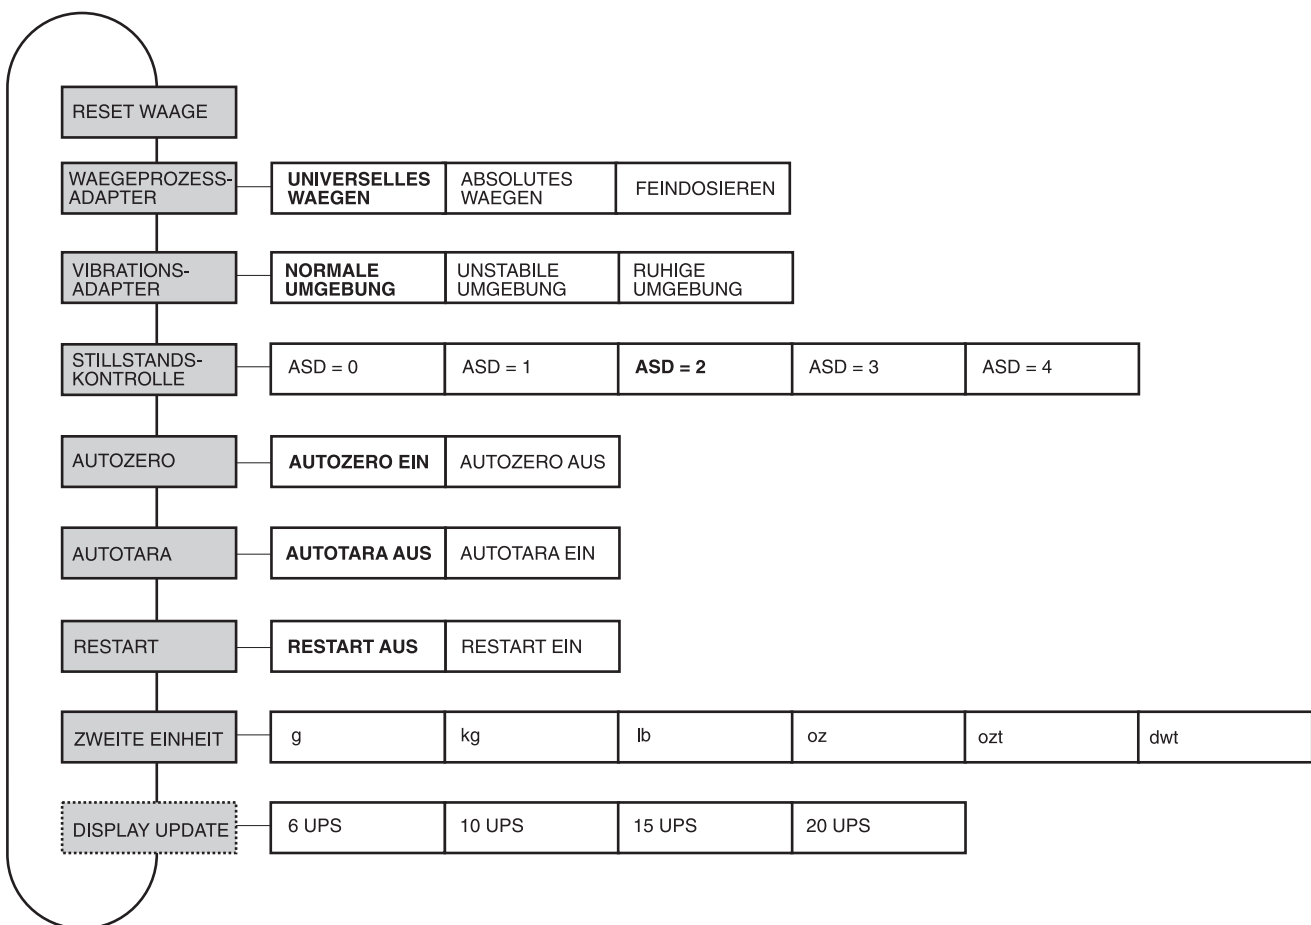 RESET WAAGE
WAEGEPROZESS-
ADAPTER
UNIVERSELLES
WAEGEN
ABSOLUTES
WAEGEN
FEINDOSIEREN
VIBRATIONS-
ADAPTER
NORMALE
UMGEBUNG
UNSTABILE
UMGEBUNG
RUHIGE
UMGEBUNG
STILLSTANDS-
KONTROLLE
ASD = 0
ASD = 1
ASD = 2
ASD = 3
ASD = 4
AUTOZERO
AUTOZERO EIN
AUTOZERO AUS
AUTOTARA
AUTOTARA AUS
AUTOTARA EIN
RESTART
RESTART AUS
RESTART EIN
ZWEITE EINHEIT
g
kg
lb
oz
ozt
dwt
DISPLAY UPDATE
6 UPS
10 UPS
15 UPS
20 UPS